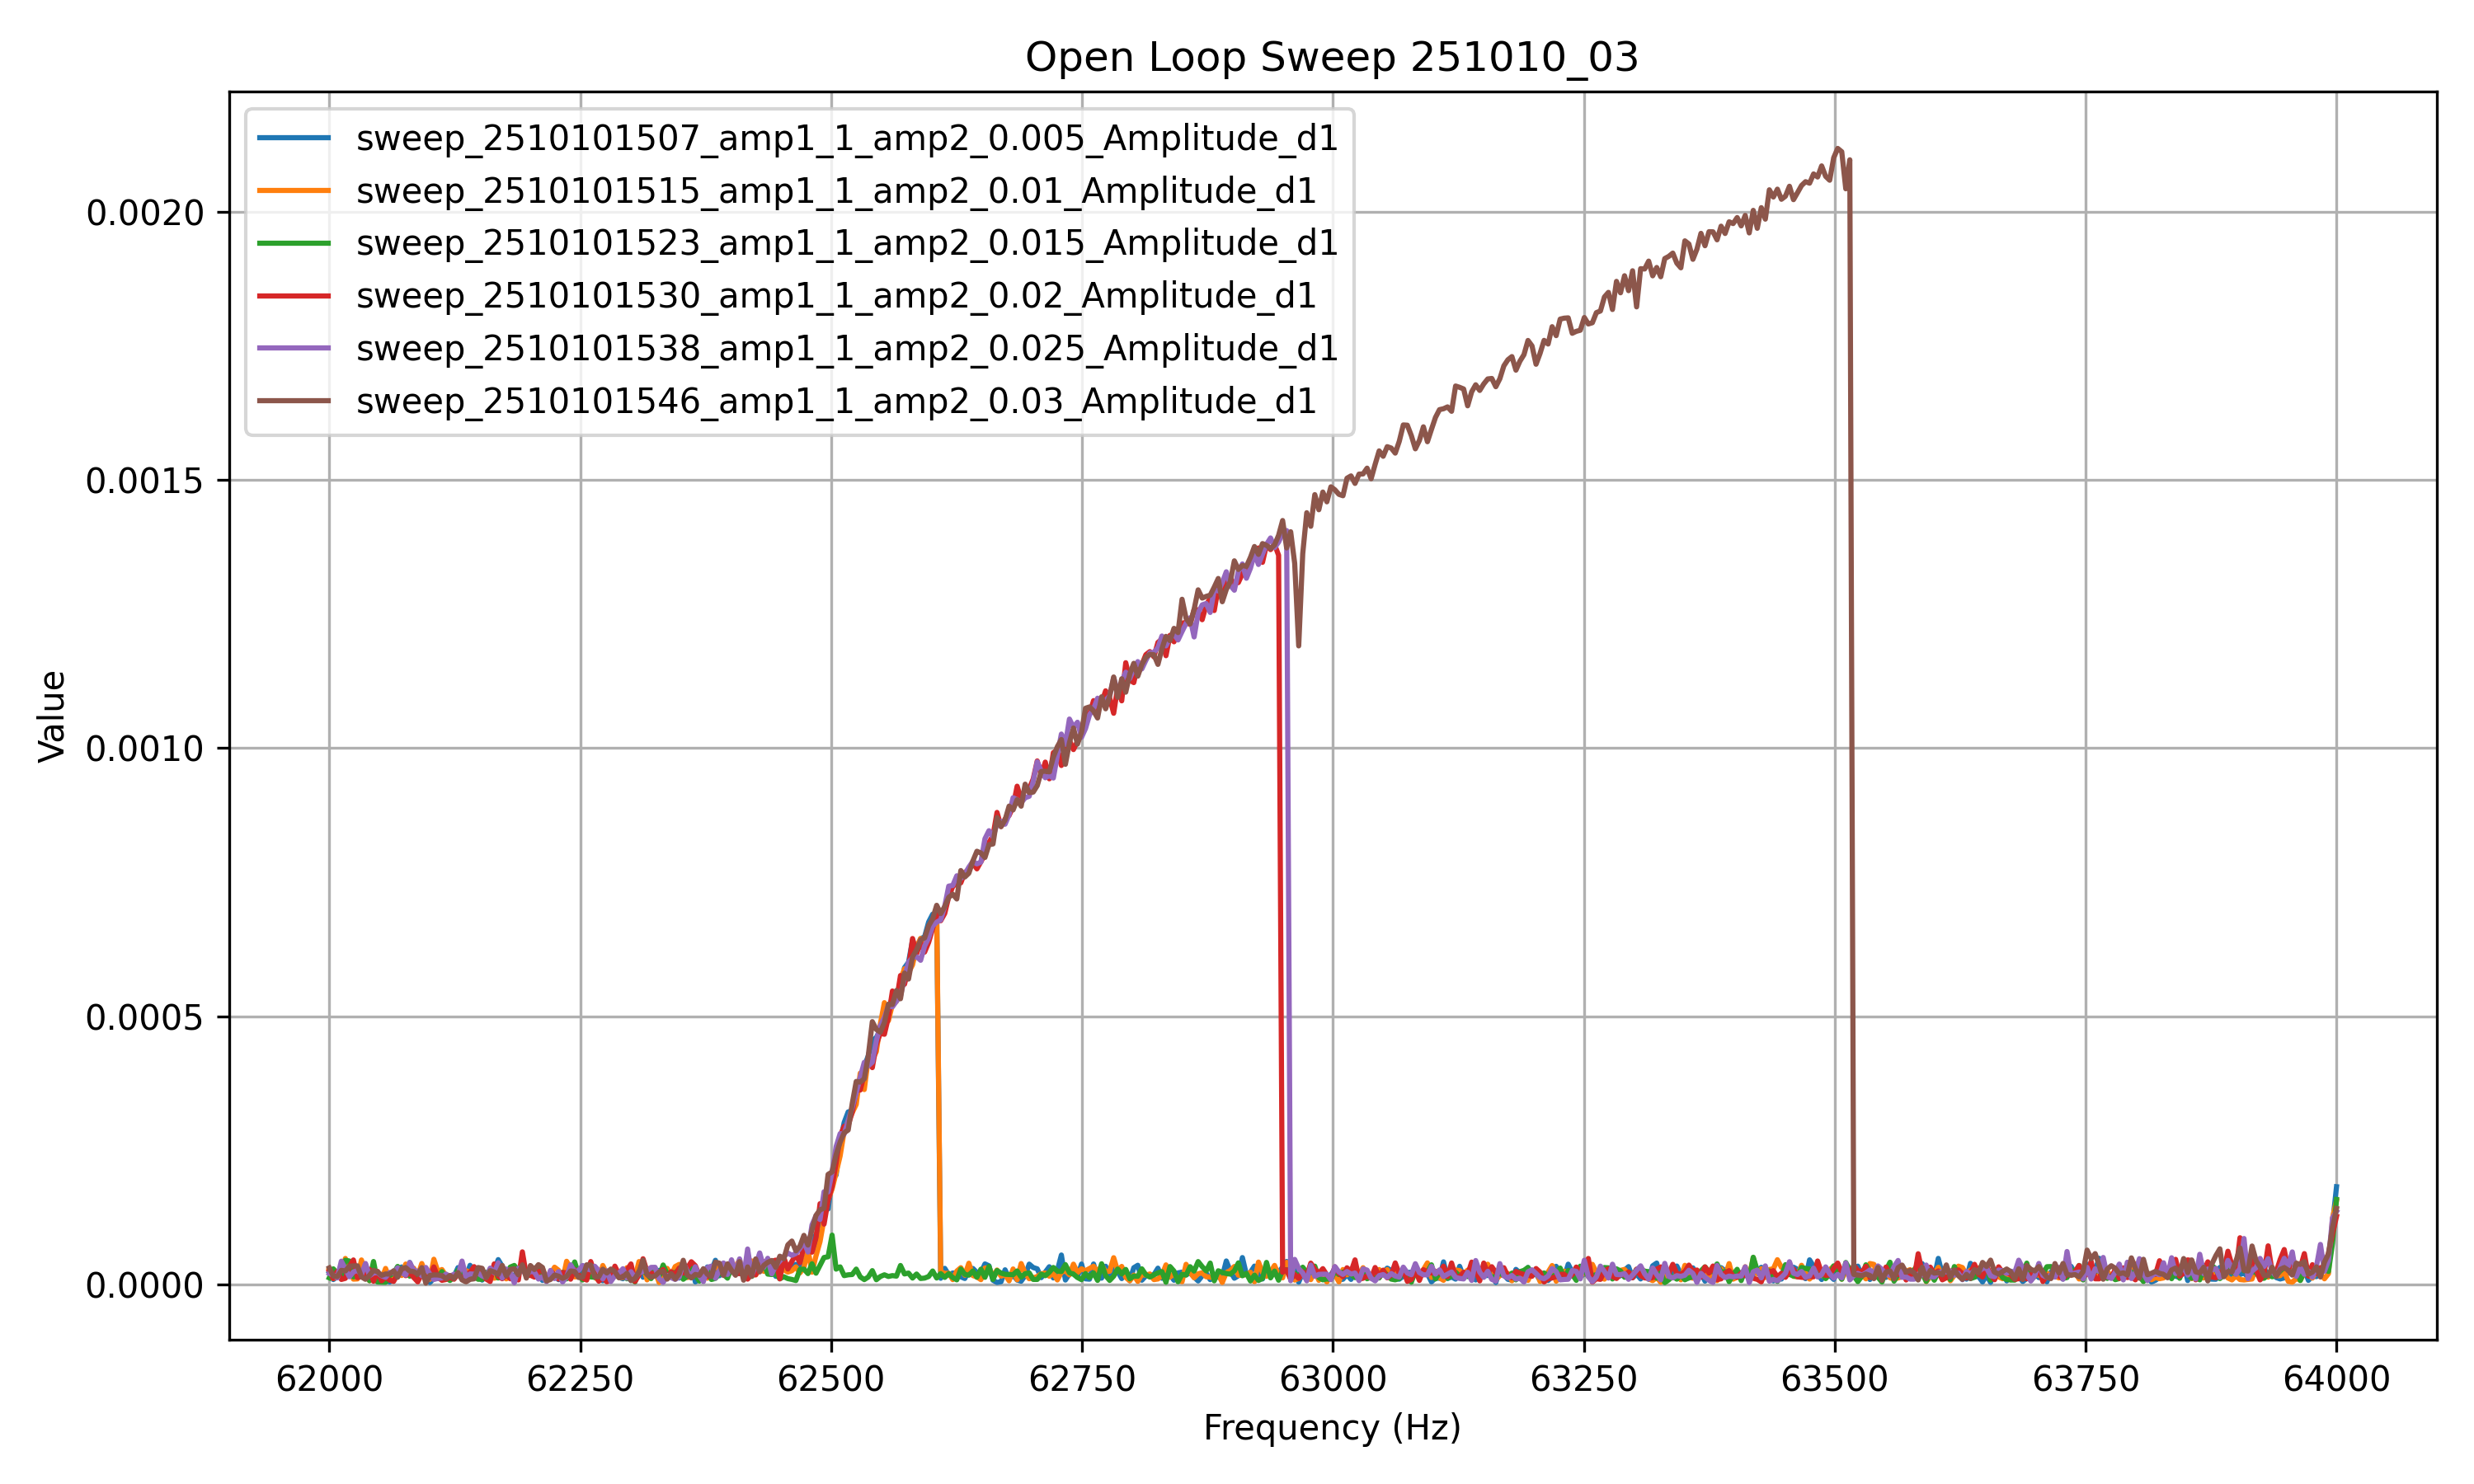 Open Loop Sweep 251010_03
sweep_2510101507_amp1_1_amp2_0.005_Amplitude_d1
sweep_2510101515_amp1_1_amp2_0.01_Amplitude_d1
sweep_2510101523_amp1_1_amp2_0.015_Amplitude_d1
sweep_2510101530_amp1_1_amp2_0.02_Amplitude_d1
sweep_2510101538_amp1_1_amp2_0.025_Amplitude_d1
sweep_2510101546_amp1_1_amp2_0.03_Amplitude_d1
0.0020
0.0015
0.0010
0.0005
0.0000
Value
62000 62250 62500 62750 63000 63250 63500 63750 64000
Frequency (Hz)